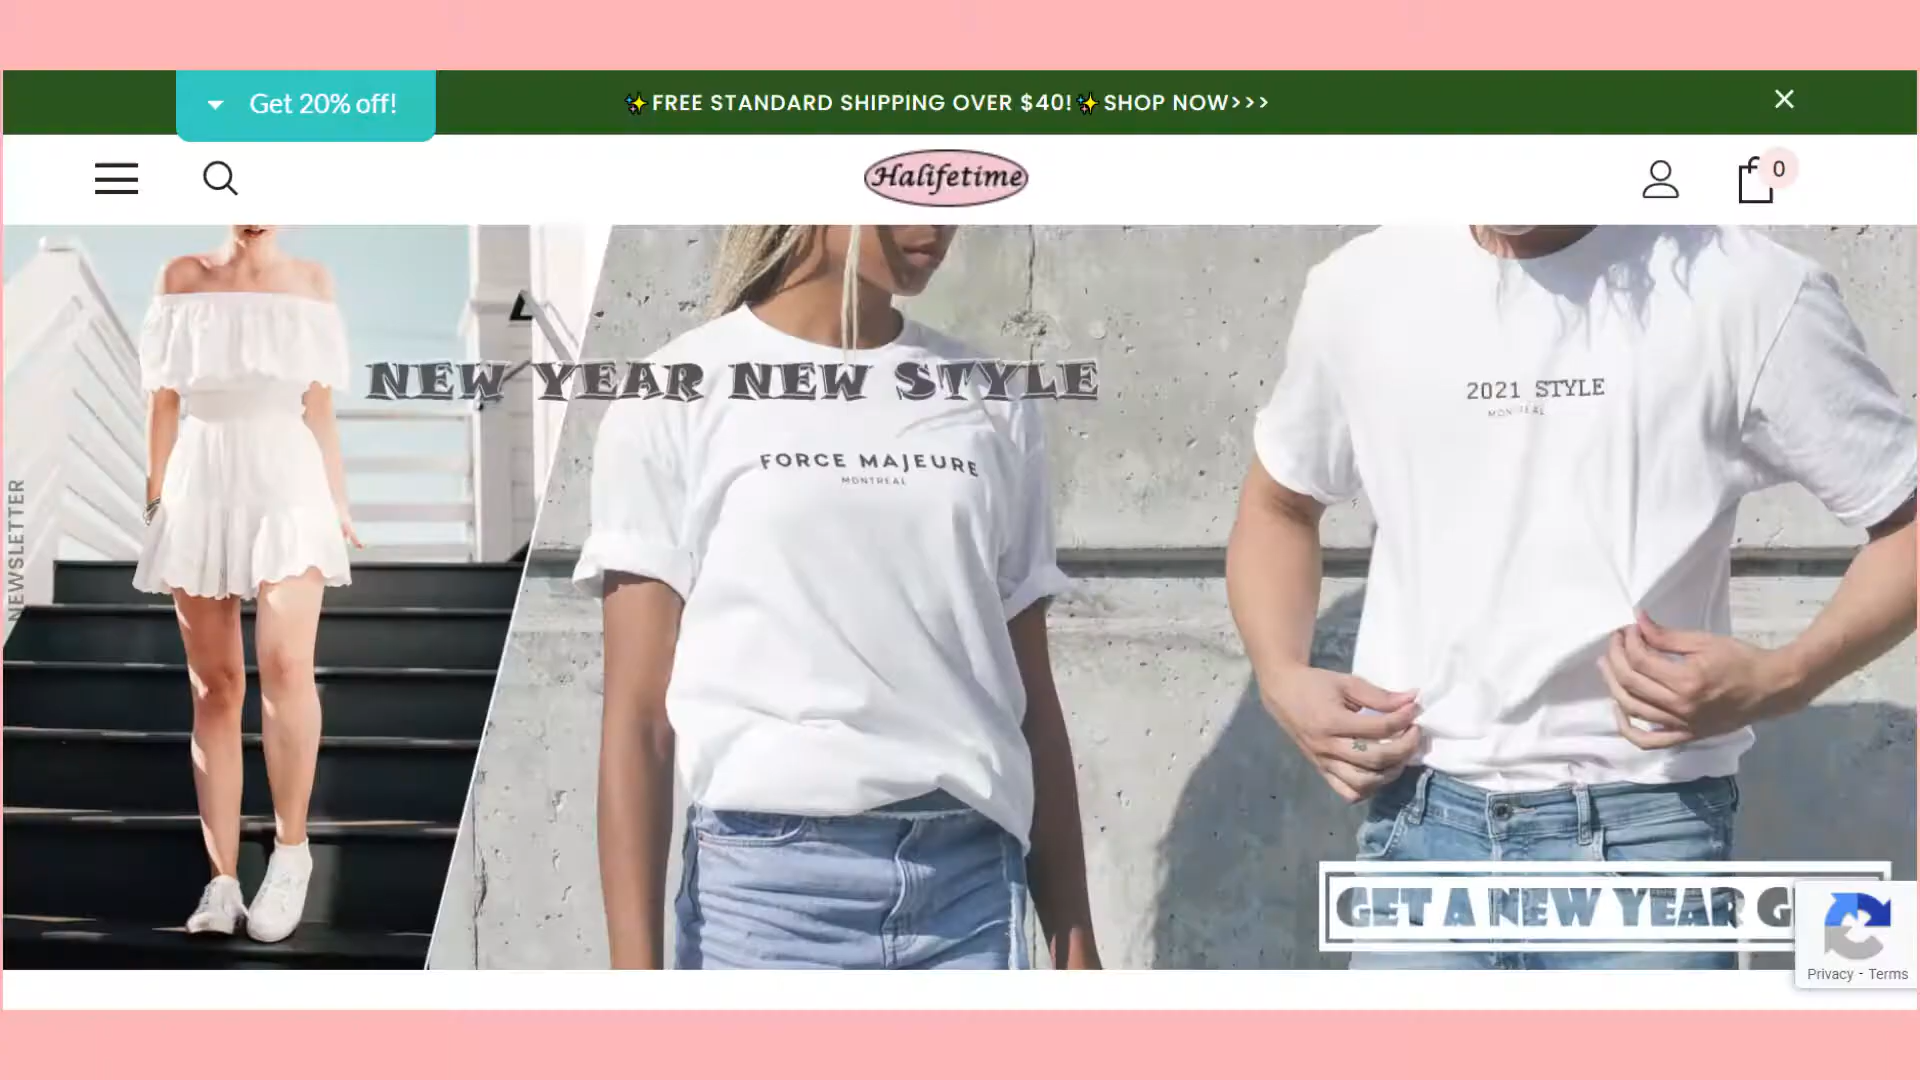 Get 20% off!
✨FREE STANDARD SHIPPING OVER $40!✨SHOP NOW>>>
Halifetime
0
NEW YEAR NEW STYLE
2021 STYLE
MONTREAL
FORCE MAJEURE
MONTREAL
NEWSLETTER
GET A NEW YEAR G
Privacy - Terms